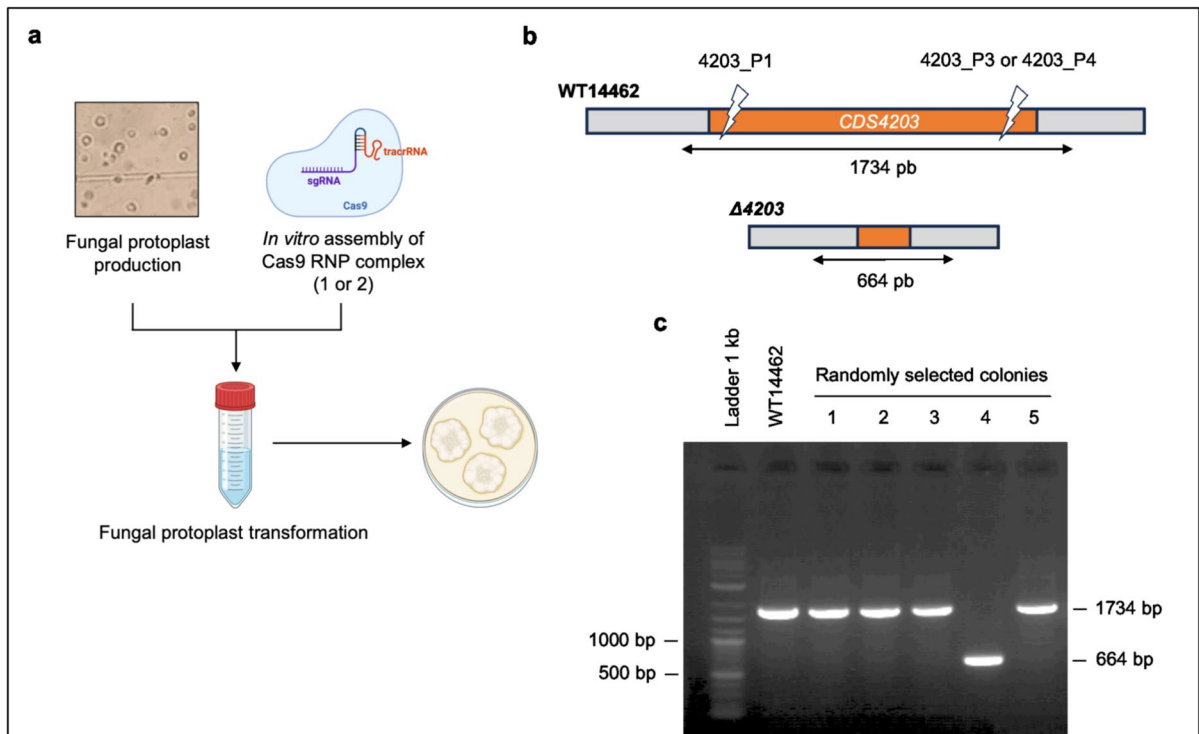 a
tracrRNA
sgRNA
Cas9
Fungal protoplast
production
In vitro assembly of
Cas9 RNP complex
(1 or 2)
Fungal protoplast transformation
b
4203_P1
4203_P3 or 4203_P4
WT14462
CDS4203
1734 pb
Δ4203
664 pb
c
Ladder 1 kb
WT14462
Randomly selected colonies
1 2 3 4 5
1000 bp
500 bp
1734 bp
664 bp